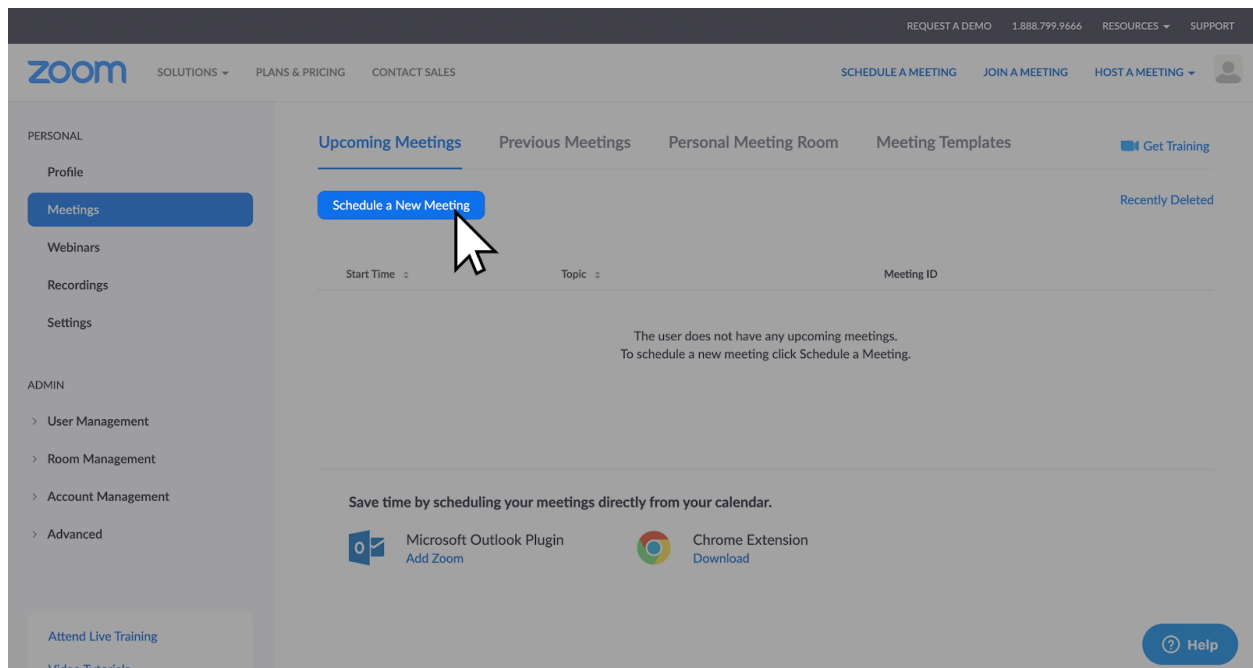 REQUEST A DEMO 1.888.799.9666 RESOURCES SUPPORT
zoom SOLUTIONS PLANS & PRICING CONTACT SALES SCHEDULE A MEETING JOIN A MEETING HOST A MEETING
PERSONAL
Profile
Meetings
Webinars
Recordings
Settings
ADMIN
User Management
Room Management
Account Management
Advanced
Attend Live Training
Video Tutorials
Upcoming Meetings Previous Meetings Personal Meeting Room Meeting Templates Get Training
Schedule a New Meeting Recently Deleted
Start Time Topic Meeting ID
The user does not have any upcoming meetings.
To schedule a new meeting click Schedule a Meeting.
Save time by scheduling your meetings directly from your calendar.
Microsoft Outlook Plugin
Add Zoom
Chrome Extension
Download
Help